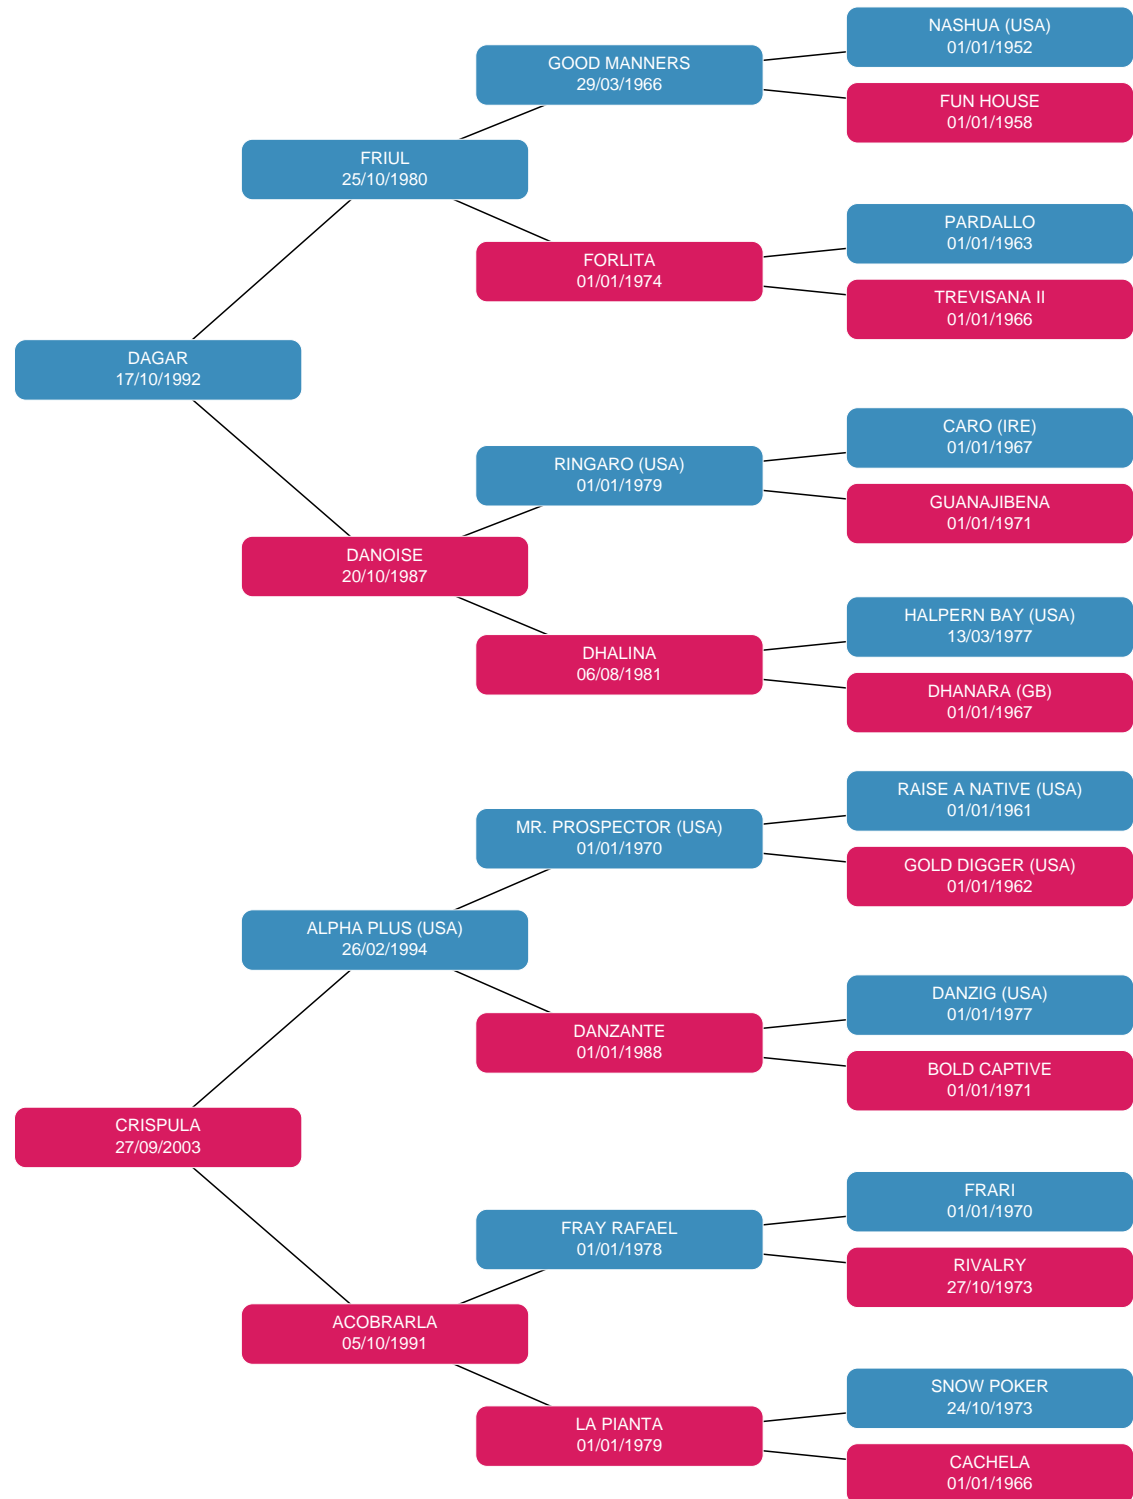 NASHUA (USA)
01/01/1952
GOOD MANNERS
29/03/1966
FUN HOUSE
01/01/1958
FRIUL
25/10/1980
PARDALLO
01/01/1963
FORLITA
01/01/1974
TREVISANA II
01/01/1966
DAGAR
17/10/1992
CARO (IRE)
01/01/1967
RINGARO (USA)
01/01/1979
GUANAJIBENA
01/01/1971
DANOISE
20/10/1987
HALPERN BAY (USA)
13/03/1977
DHALINA
06/08/1981
DHANARA (GB)
01/01/1967
RAISE A NATIVE (USA)
01/01/1961
MR. PROSPECTOR (USA)
01/01/1970
GOLD DIGGER (USA)
01/01/1962
ALPHA PLUS (USA)
26/02/1994
DANZIG (USA)
01/01/1977
DANZANTE
01/01/1988
BOLD CAPTIVE
01/01/1971
CRISPULA
27/09/2003
FRARI
01/01/1970
FRAY RAFAEL
01/01/1978
RIVALRY
27/10/1973
ACOBRARLA
05/10/1991
SNOW POKER
24/10/1973
LA PIANTA
01/01/1979
CACHELA
01/01/1966